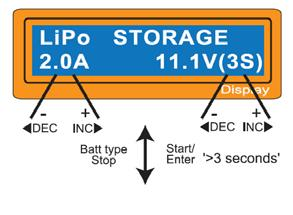 LiPo STORAGE
2.0A 11.1V(3S)
Display
- + - +
◄DEC INC► ◄DEC INC►
Batt type Start/
Stop Enter '>3 seconds'